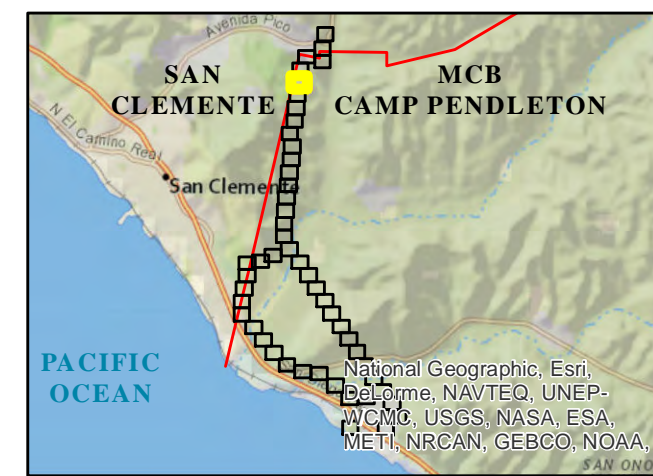 Avenida Pico
SAN
CLEMENTE
MCB
CAMP PENDLETON
N El Camino Real
San Clemente
PACIFIC
OCEAN
National Geographic, Esri,
DeLorme, NAVTEQ, UNEP-
WCMC, USGS, NASA, ESA,
METI, NRCAN, GEBCO, NOAA,
SAN ONO